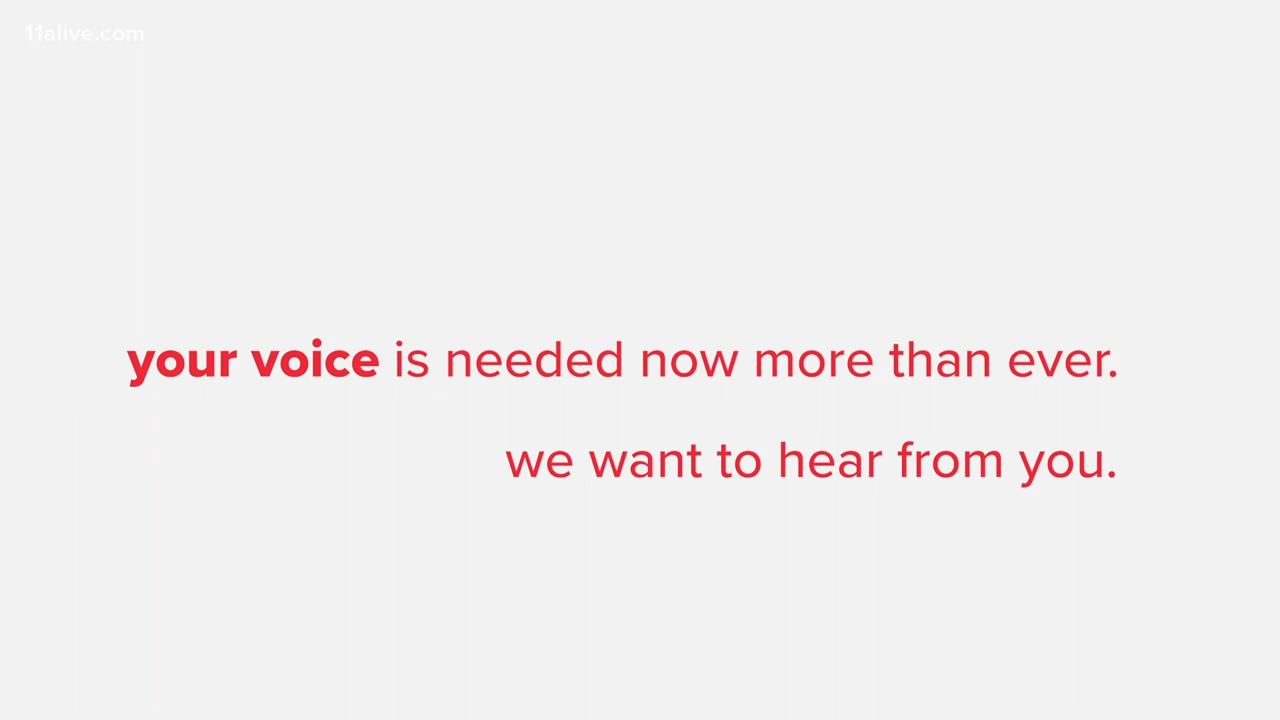 11alive.com
your voice is needed now more than ever.
we want to hear from you.